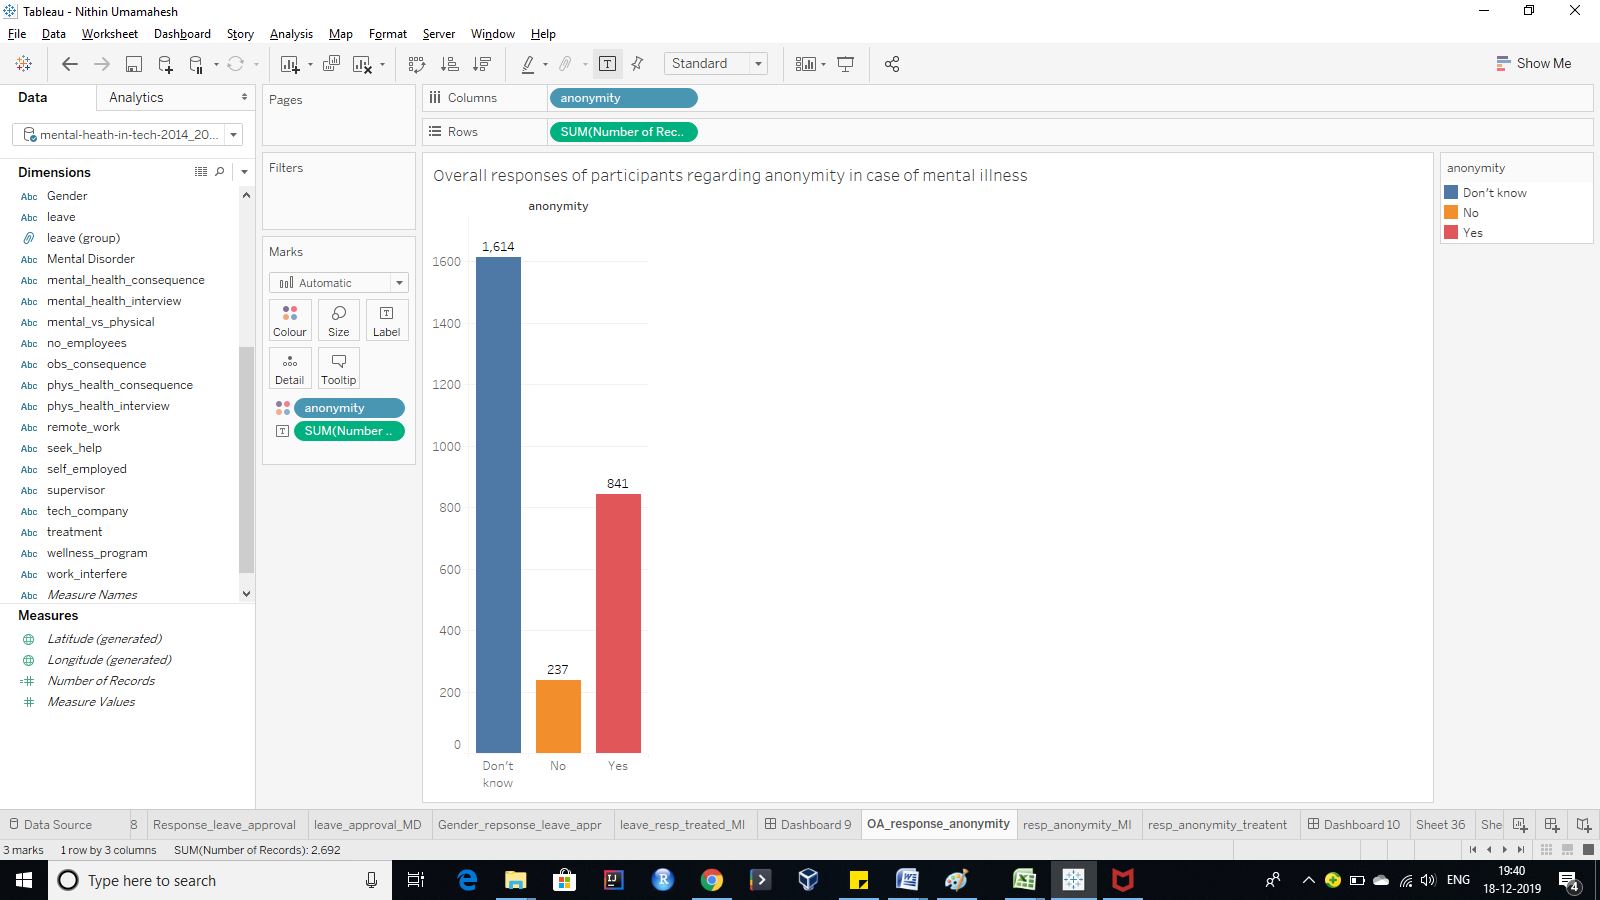 Tableau - Nithin Umamahesh
File Data Worksheet Dashboard Story Analysis Map Format Server Window Help
Standard
Show Me
Data Analytics
mental-heath-in-tech-2014_20...
Dimensions
Abc Gender
Abc leave
leave (group)
Abc Mental Disorder
Abc mental_health_consequence
Abc mental_health_interview
Abc mental_vs_physical
Abc no_employees
Abc obs_consequence
Abc phys_health_consequence
Abc phys_health_interview
Abc remote_work
Abc seek_help
Abc self_employed
Abc supervisor
Abc tech_company
Abc treatment
Abc wellness_program
Abc work_interfere
Abc Measure Names
Measures
Latitude (generated)
Longitude (generated)
=# Number of Records
# Measure Values
Pages
Filters
Marks
Automatic
Colour Size Label
Detail Tooltip
anonymity
SUM(Number ..
Columns anonymity
Rows SUM(Number of Rec..
Overall responses of participants regarding anonymity in case of mental illness
anonymity
1,614
1600
1400
1200
1000
841
800
600
237
400
200
0
Don't know
No
Yes
anonymity
Don't know
No
Yes
Data Source 8 Response_leave_approval leave_approval_MD Gender_repsonse_leave_appr leave_resp_treated_MI Dashboard 9 OA_response_anonymity resp_anonymity_MI resp_anonymity_treatent Dashboard 10 Sheet 36 She
3 marks 1 row by 3 columns SUM(Number of Records): 2,692
Type here to search
ENG
19:40
18-12-2019
4